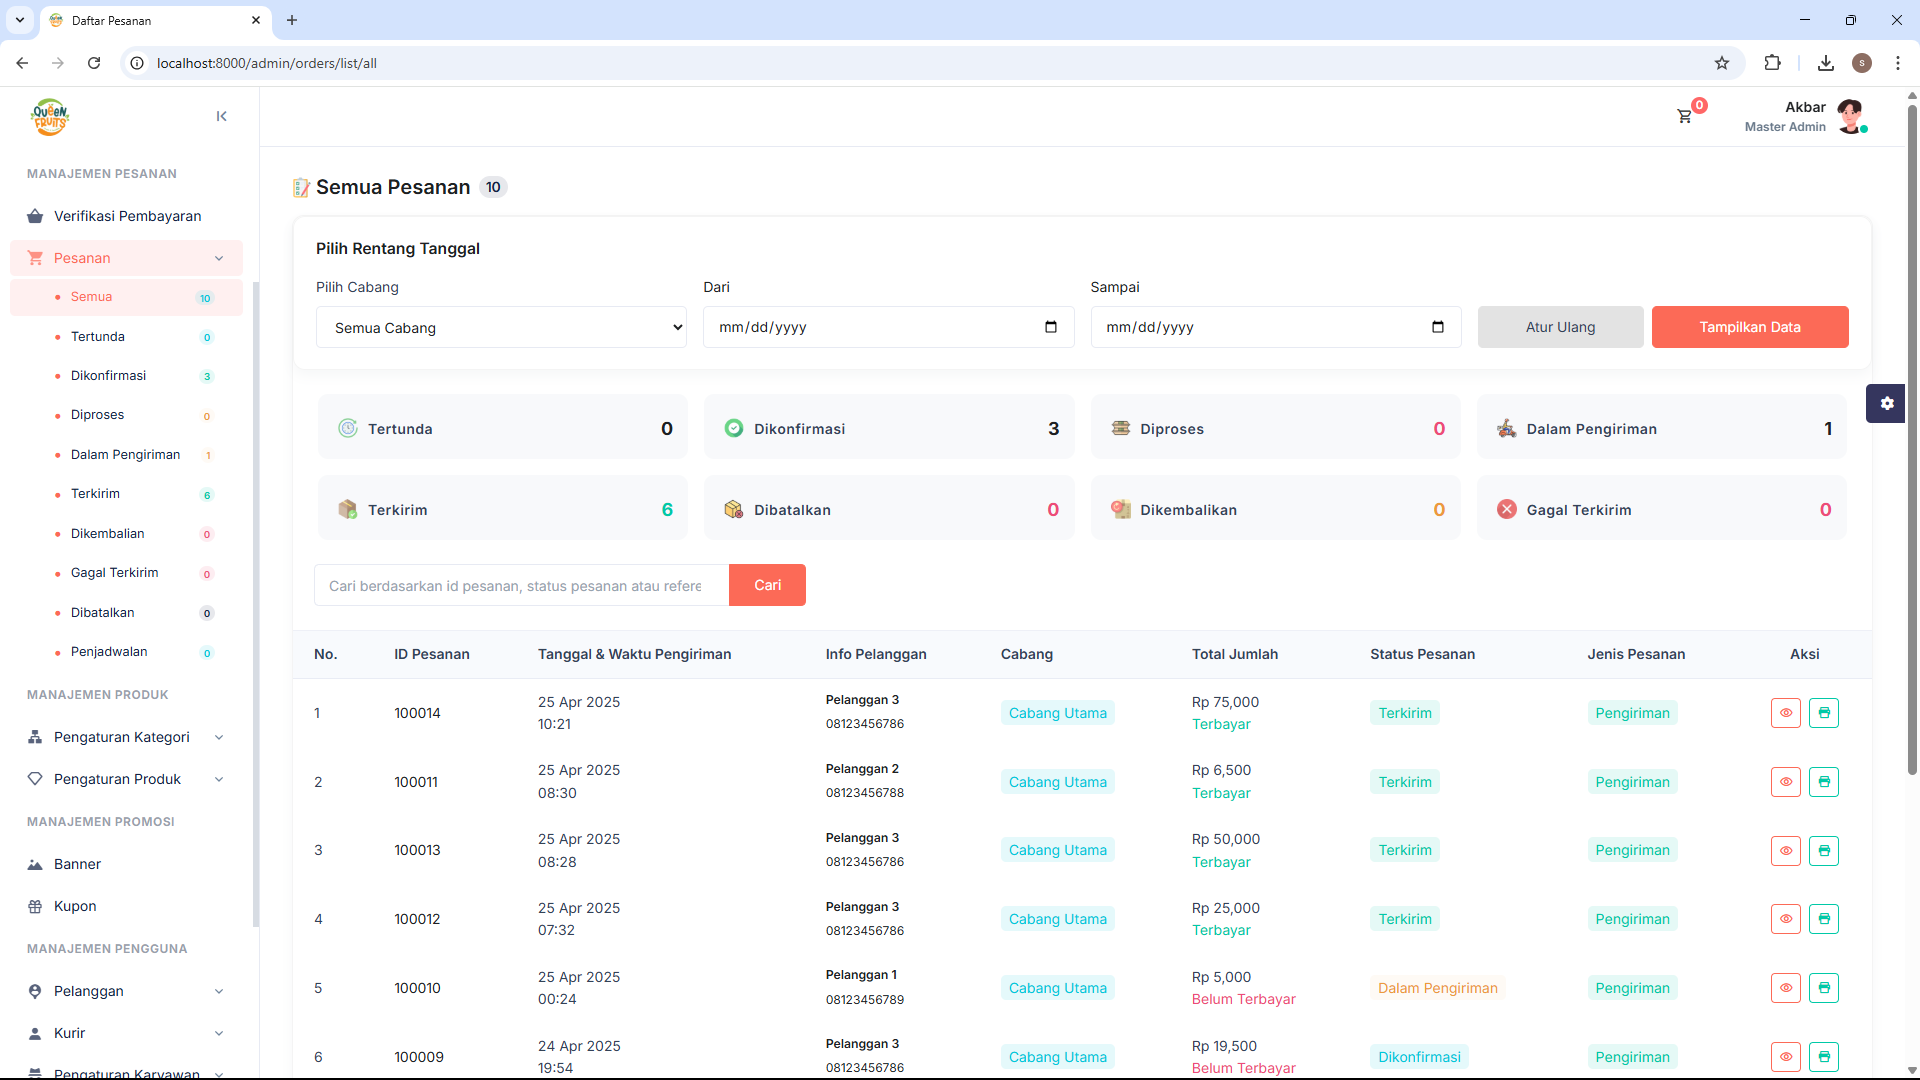 Daftar Pesanan
localhost:8000/admin/orders/list/all
S
QUEEN
FRUITS
0
Akbar
Master Admin
MANAJEMEN PESANAN
Verifikasi Pembayaran
Pesanan
Semua 10
Tertunda 0
Dikonfirmasi 3
Diproses 0
Dalam Pengiriman 1
Terkirim 6
Dikembalian 0
Gagal Terkirim 0
Dibatalkan 0
Penjadwalan 0
MANAJEMEN PRODUK
Pengaturan Kategori
Pengaturan Produk
MANAJEMEN PROMOSI
Banner
Kupon
MANAJEMEN PENGGUNA
Pelanggan
Kurir
Pengaturan Karyawan
Semua Pesanan 10
Pilih Rentang Tanggal
Pilih Cabang Dari Sampai
Semua Cabang mm/dd/yyyy mm/dd/yyyy Atur Ulang Tampilkan Data
Tertunda 0 Dikonfirmasi 3 Diproses 0 Dalam Pengiriman 1
Terkirim 6 Dibatalkan 0 Dikembalikan 0 Gagal Terkirim 0
Cari berdasarkan id pesanan, status pesanan atau refere Cari
No. ID Pesanan Tanggal & Waktu Pengiriman Info Pelanggan Cabang Total Jumlah Status Pesanan Jenis Pesanan Aksi
1 100014 25 Apr 2025 10:21 Pelanggan 3 08123456786 Cabang Utama Rp 75,000 Terbayar Terkirim Pengiriman
2 100011 25 Apr 2025 08:30 Pelanggan 2 08123456788 Cabang Utama Rp 6,500 Terbayar Terkirim Pengiriman
3 100013 25 Apr 2025 08:28 Pelanggan 3 08123456786 Cabang Utama Rp 50,000 Terbayar Terkirim Pengiriman
4 100012 25 Apr 2025 07:32 Pelanggan 3 08123456786 Cabang Utama Rp 25,000 Terbayar Terkirim Pengiriman
5 100010 25 Apr 2025 00:24 Pelanggan 1 08123456789 Cabang Utama Rp 5,000 Belum Terbayar Dalam Pengiriman Pengiriman
6 100009 24 Apr 2025 19:54 Pelanggan 3 08123456786 Cabang Utama Rp 19,500 Belum Terbayar Dikonfirmasi Pengiriman